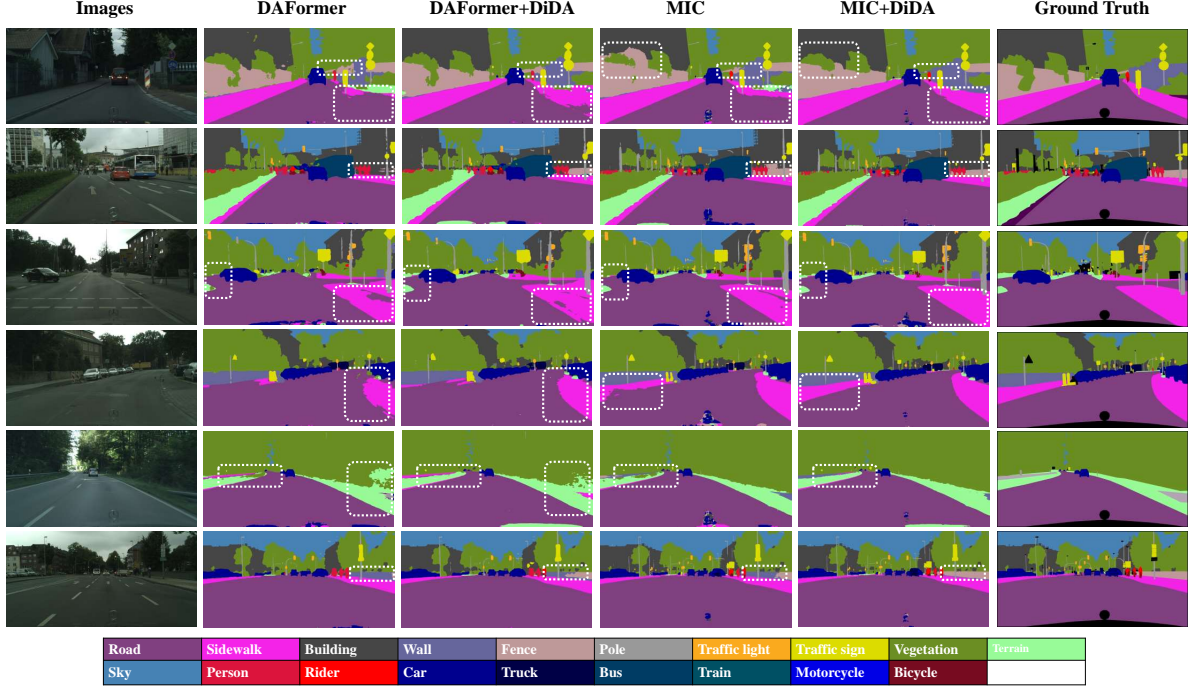 Images DAFormer DAFormer+DiDA MIC MIC+DiDA Ground Truth
Road Sidewalk Building Wall Fence Pole Traffic light Traffic sign Vegetation Terrain
Sky Person Rider Car Truck Bus Train Motorcycle Bicycle